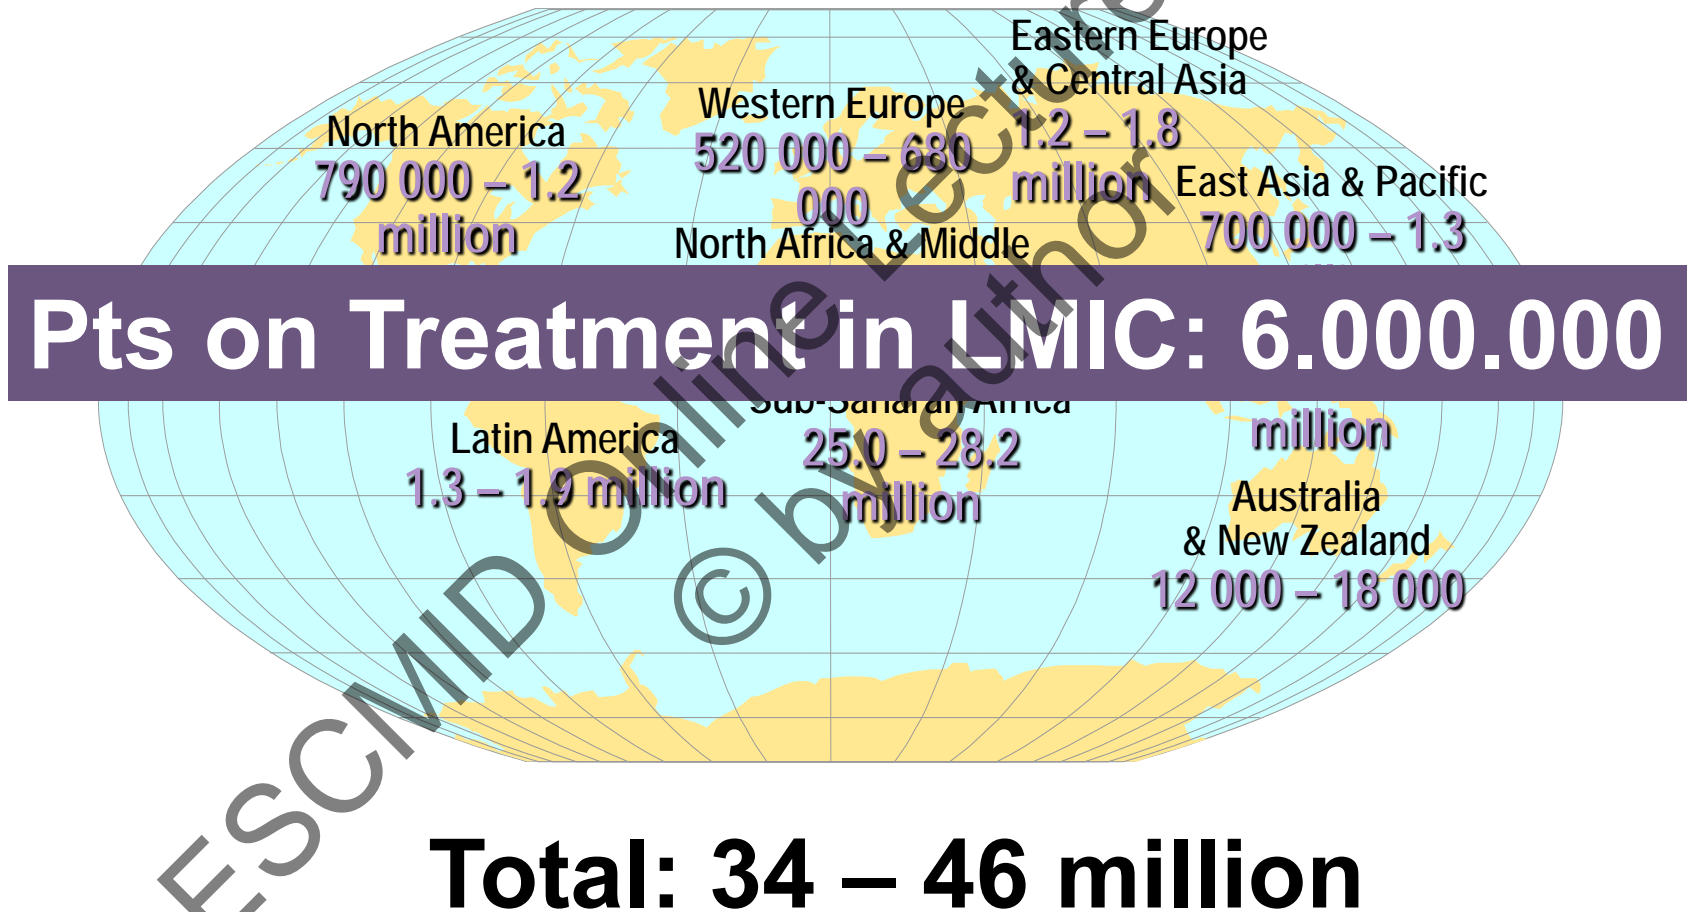 Eastern Europe
& Central Asia
1.2 – 1.8
million
Western Europe
520 000 – 680
000
North America
790 000 – 1.2
million
East Asia & Pacific
700 000 – 1.3
North Africa & Middle
Pts on Treatment in LMIC: 6.000.000
Sub-Saharan Africa
25.0 – 28.2
million
Latin America
1.3 – 1.9 million
million
Australia
& New Zealand
12 000 – 18 000
Total: 34 – 46 million
ESCMID Online Lecture
© by author